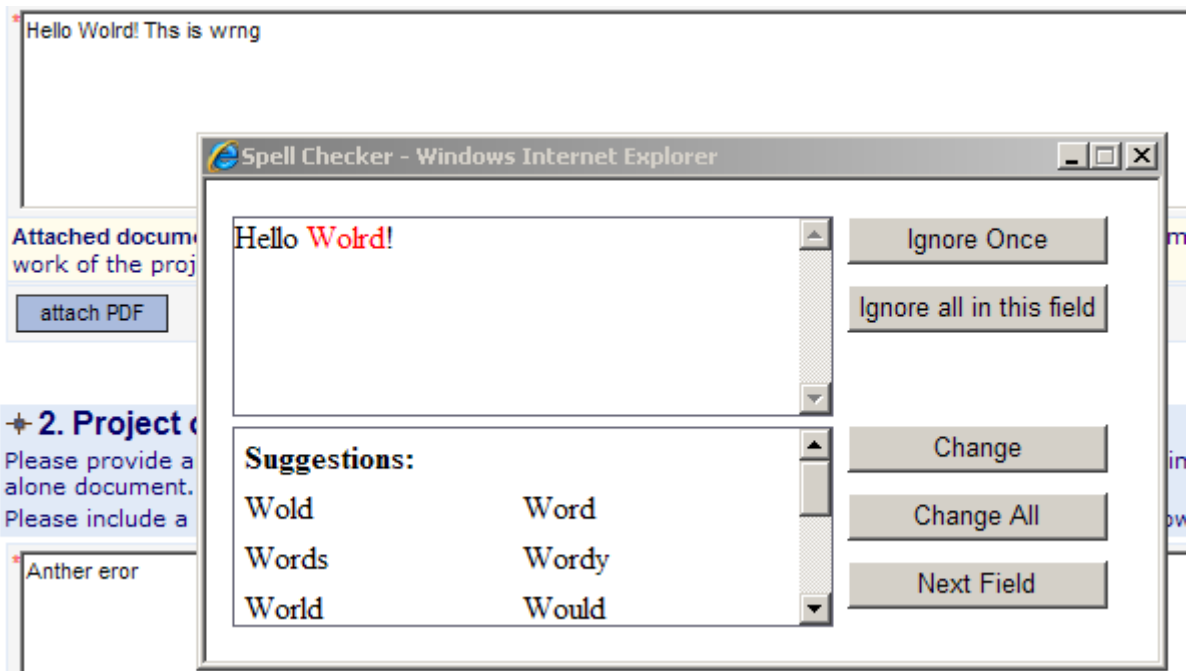 *Hello Wolrd! Ths is wrng
Spell Checker - Windows Internet Explorer
Hello Wolrd!
Ignore Once
Ignore all in this field
Attached
work of the proj
attach PDF
2. Project
Please provide a
alone document.
Please include a
Suggestions:
Wold Word
Words Wordy
World Would
Change
Change All
Next Field
*Anther eror